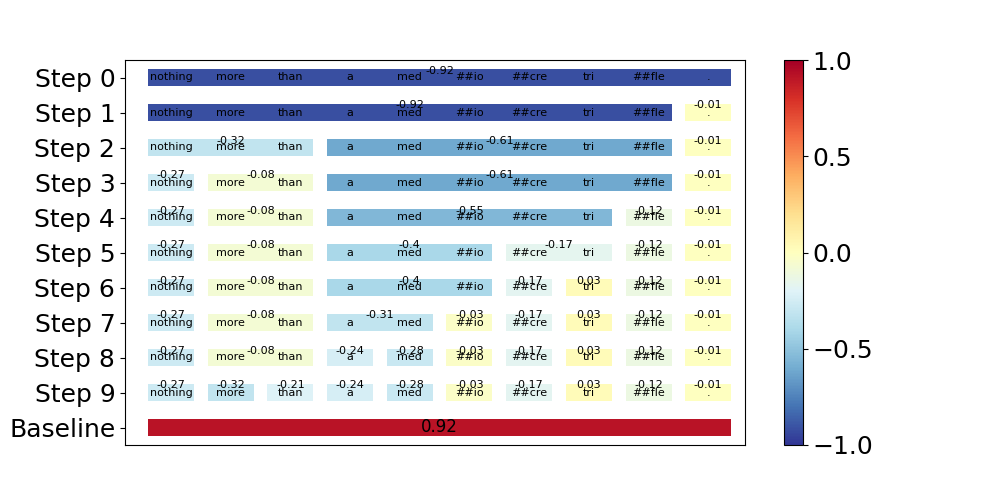 Step 0 -0.92 nothing more than a med ##io ##cre tri ##fle . 1.0
Step 1 -0.92 -0.01 nothing more than a med ##io ##cre tri ##fle .
Step 2 -0.32 -0.61 -0.01 nothing more than a med ##io ##cre tri ##fle . 0.5
Step 3 -0.27 -0.08 -0.61 -0.01 nothing more than a med ##io ##cre tri ##fle .
Step 4 -0.27 -0.08 -0.55 -0.12 -0.01 nothing more than a med ##io ##cre tri ##fle .
Step 5 -0.27 -0.08 -0.4 -0.17 -0.12 -0.01 nothing more than a med ##io ##cre tri ##fle . 0.0
Step 6 -0.27 -0.08 -0.4 -0.17 0.03 -0.12 -0.01 nothing more than a med ##io ##cre tri ##fle .
Step 7 -0.27 -0.08 -0.31 -0.03 -0.17 0.03 -0.12 -0.01 nothing more than a med ##io ##cre tri ##fle .
Step 8 -0.27 -0.08 -0.24 -0.28 -0.03 -0.17 0.03 -0.12 -0.01 nothing more than a med ##io ##cre tri ##fle . −0.5
Step 9 -0.27 -0.32 -0.21 -0.24 -0.28 -0.03 -0.17 0.03 -0.12 -0.01 nothing more than a med ##io ##cre tri ##fle .
Baseline 0.92 −1.0